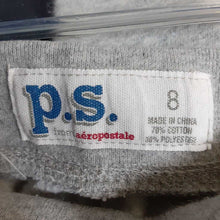 p.s.
FROM aéropostale
8
MADE IN CHINA
70% COTTON
30% POLYESTER